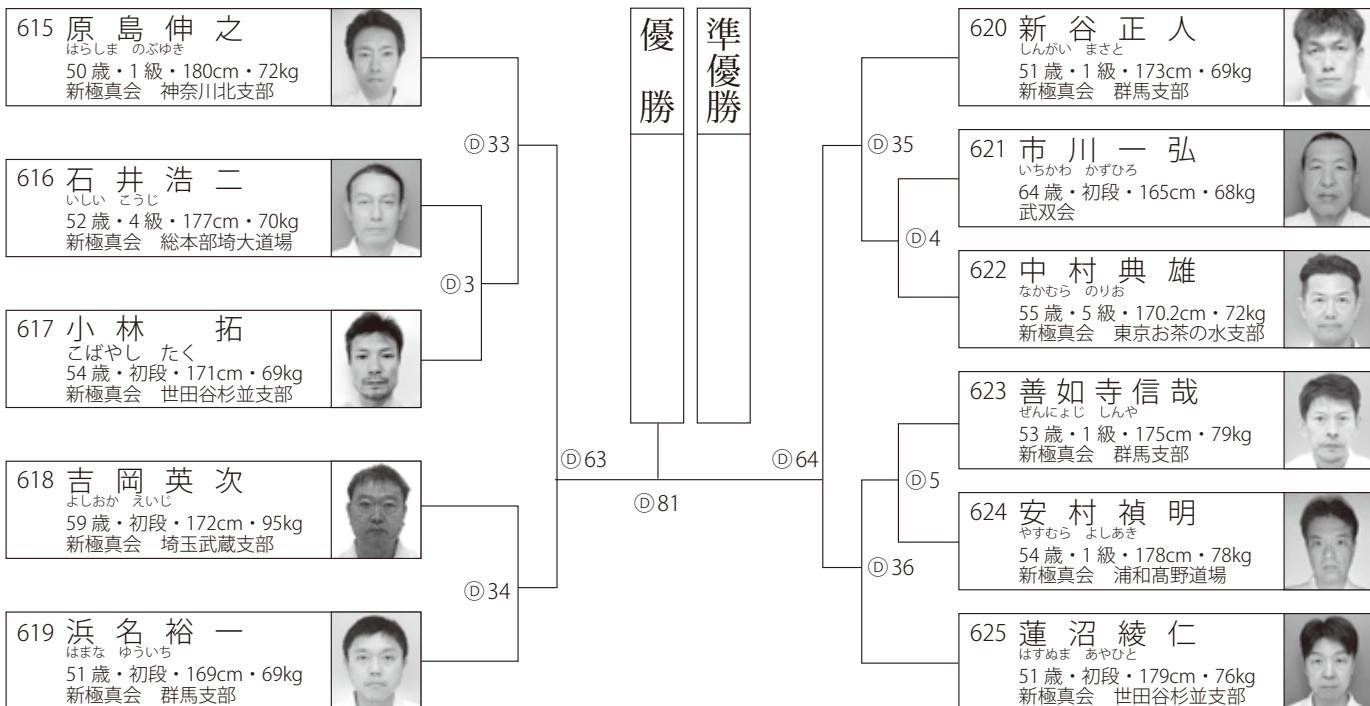 615 原島伸之
はらしま のぶゆき
50歳・1級・180cm・72kg
新極真会 神奈川北支部
616 石井浩二
いしい こうじ
52歳・4級・177cm・70kg
新極真会 総本部埼大道場
617 小林 拓
こばやし たく
54歳・初段・171cm・69kg
新極真会 世田谷杉並支部
618 吉岡英次
よしおか えいじ
59歳・初段・172cm・95kg
新極真会 埼玉武蔵支部
619 浜名裕一
はまな ゆういち
51歳・初段・169cm・69kg
新極真会 群馬支部
Ⓓ33
Ⓓ3
Ⓓ34
Ⓓ63
優勝
準優勝
Ⓓ81
Ⓓ64
Ⓓ35
Ⓓ4
Ⓓ5
Ⓓ36
620 新谷正人
しんがい まさと
51歳・1級・173cm・69kg
新極真会 群馬支部
621 市川一弘
いちかわ かずひろ
64歳・初段・165cm・68kg
武双会
622 中村典雄
なかむら のりお
55歳・5級・170.2cm・72kg
新極真会 東京お茶の水支部
623 善如寺信哉
ぜんにょじ しんや
53歳・1級・175cm・79kg
新極真会 群馬支部
624 安村禎明
やすむら よしあき
54歳・1級・178cm・78kg
新極真会 浦和髙野道場
625 蓮沼綾仁
はすぬま あやひと
51歳・初段・179cm・76kg
新極真会 世田谷杉並支部